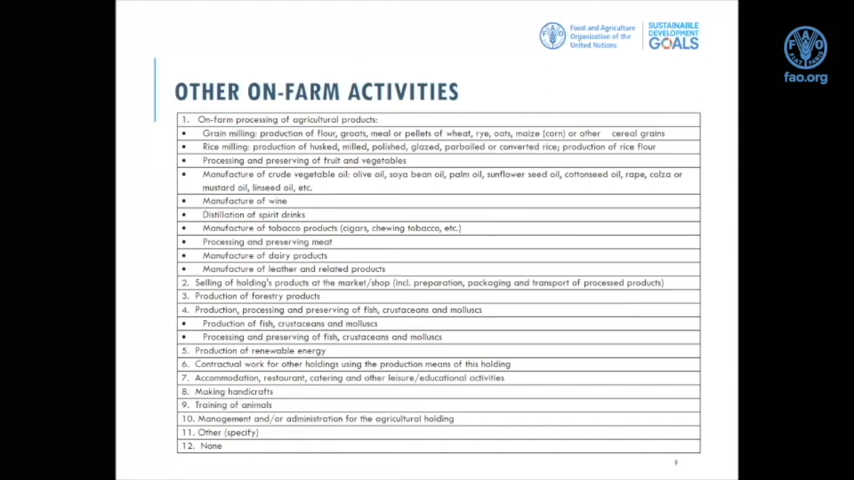 Food and Agriculture
Organization of the
United Nations
SUSTAINABLE
DEVELOPMENT
GOALS
FAO
FIAT PANIS
fao.org
OTHER ON-FARM ACTIVITIES
1. On-farm processing of agricultural products:
• Grain milling: production of flour, groats, meal or pellets of wheat, rye, oats, maize (corn) or other cereal grains
• Rice milling: production of husked, milled, polished, glazed, parboiled or converted rice; production of rice flour
• Processing and preserving of fruit and vegetables
• Manufacture of crude vegetable oil: olive oil, soya bean oil, palm oil, sunflower seed oil, cottonseed oil, rape, colza or
mustard oil, linseed oil, etc.
• Manufacture of wine
• Distillation of spirit drinks
• Manufacture of tobacco products (cigars, chewing tobacco, etc.)
• Processing and preserving meat
• Manufacture of dairy products
• Manufacture of leather and related products
2. Selling of holding's products at the market/shop (incl. preparation, packaging and transport of processed products)
3. Production of forestry products
4. Production, processing and preserving of fish, crustaceans and molluscs
• Production of fish, crustaceans and molluscs
• Processing and preserving of fish, crustaceans and molluscs
5. Production of renewable energy
6. Contractual work for other holdings using the production means of this holding
7. Accommodation, restaurant, catering and other leisure/educational activities
8. Making handicrafts
9. Training of animals
10. Management and/or administration for the agricultural holding
11. Other (specify)
12. None
9